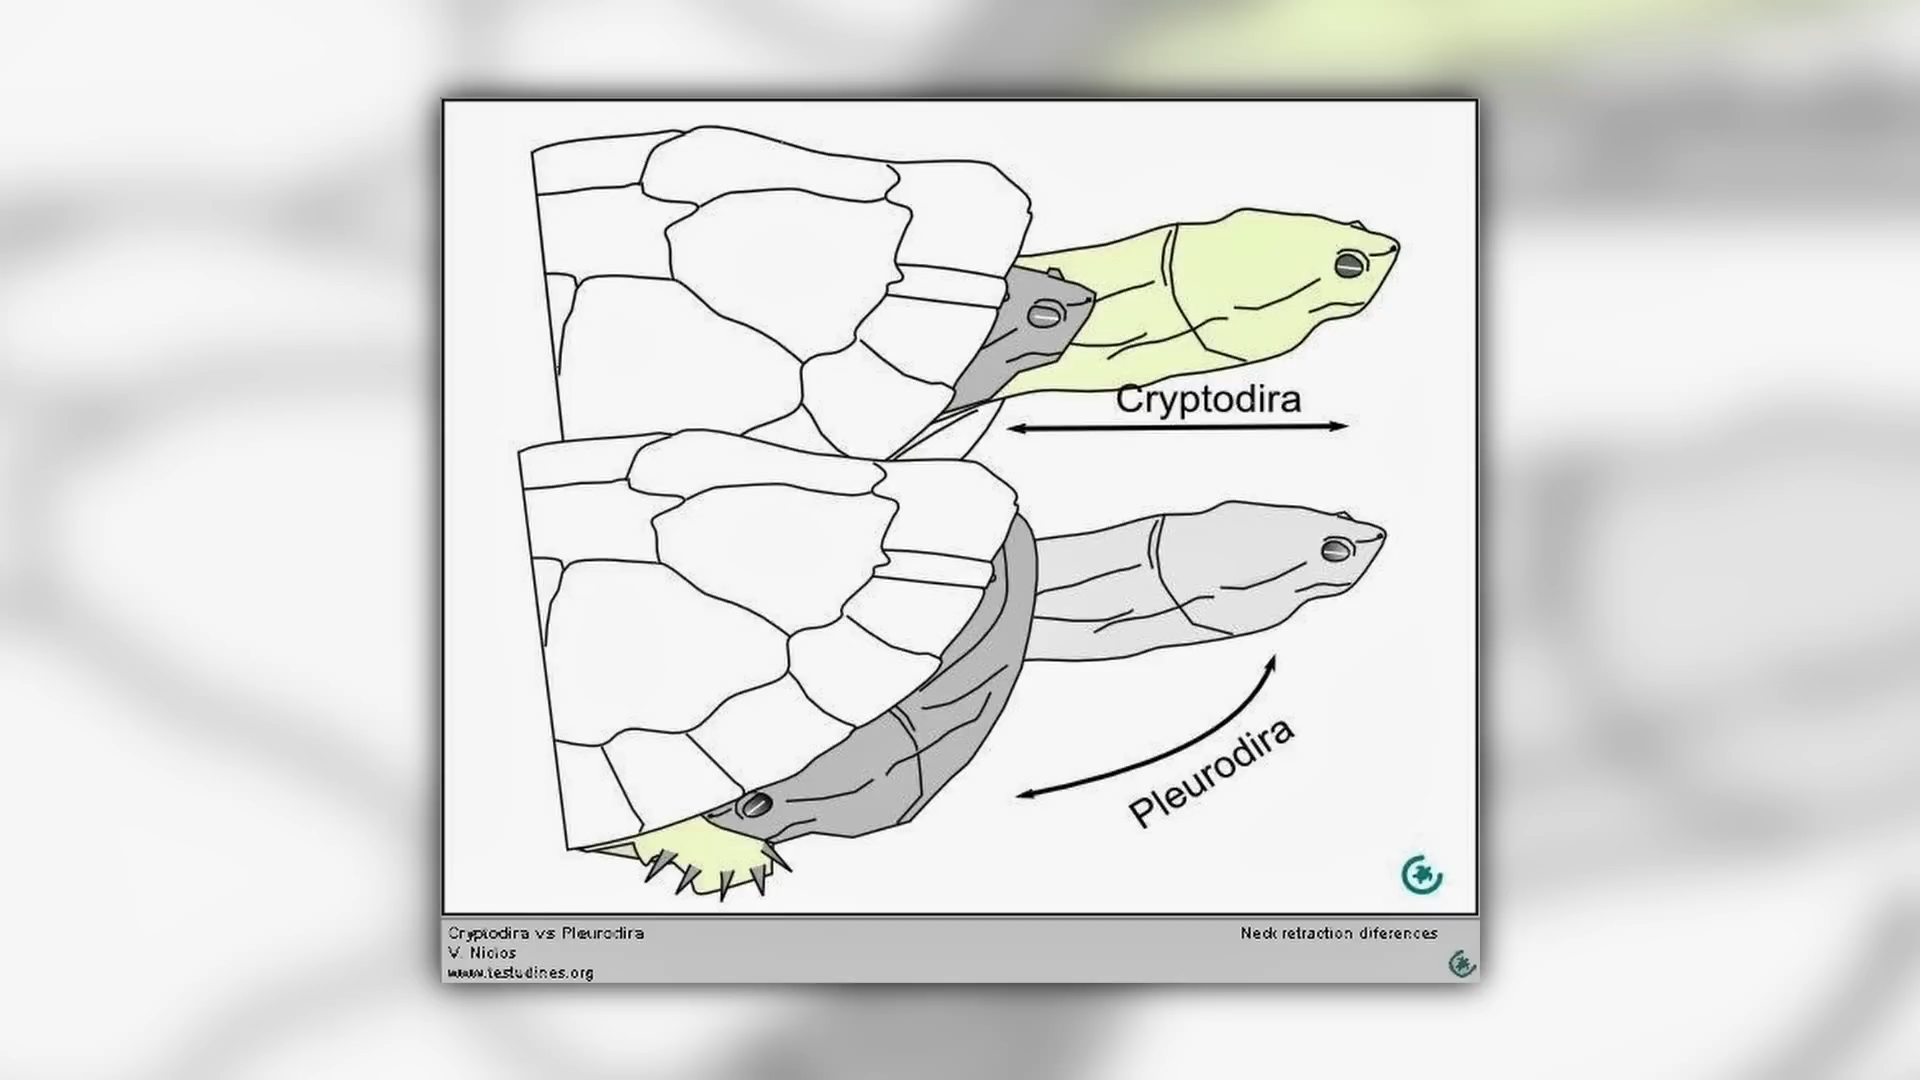 Cryptodira
Pleurodira
Cryptodira vs Pleurodira
Neck retraction diferences
V. Nicios
www.testudines.org